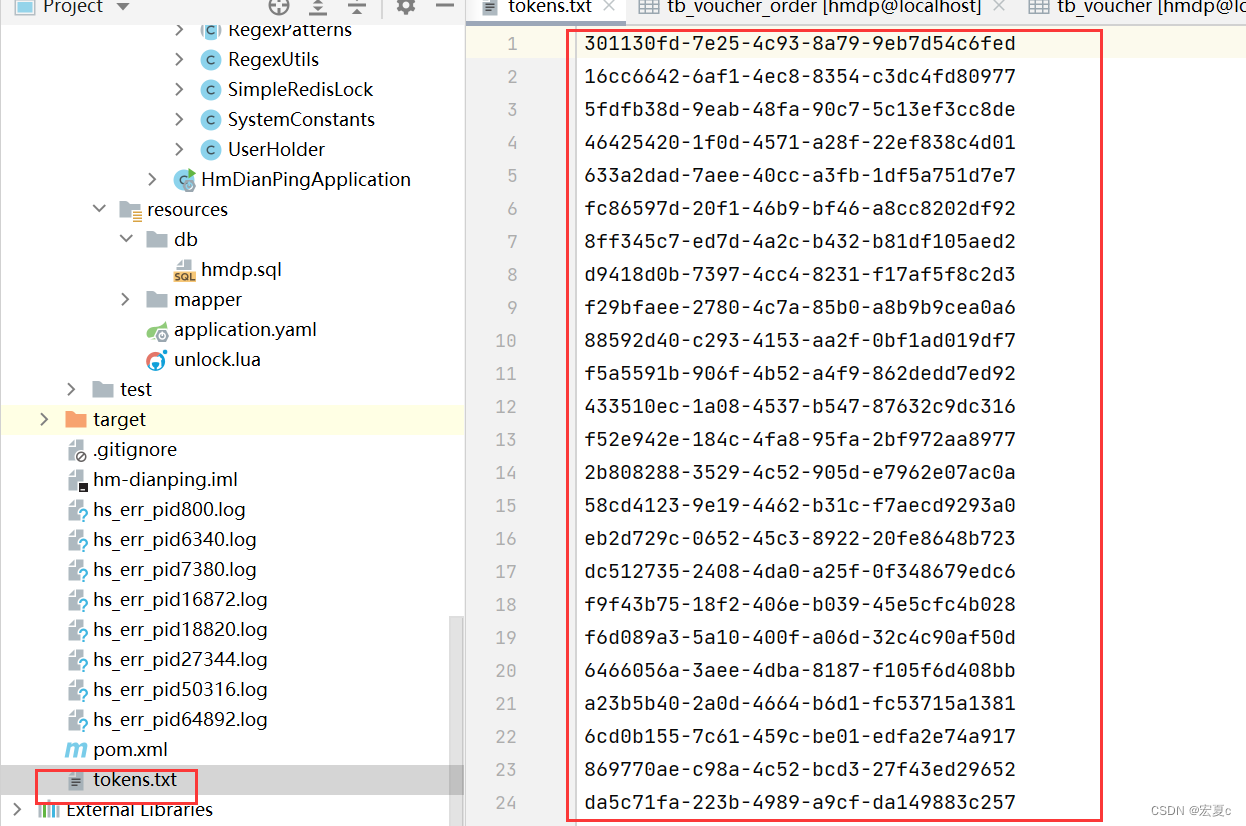 Project
RegexPatterns
RegexUtils
SimpleRedisLock
SystemConstants
UserHolder
HmDianPingApplication
resources
db
hmdp.sql
mapper
application.yaml
unlock.lua
test
target
.gitignore
hm-dianping.iml
hs_err_pid800.log
hs_err_pid6340.log
hs_err_pid7380.log
hs_err_pid16872.log
hs_err_pid18820.log
hs_err_pid27344.log
hs_err_pid50316.log
hs_err_pid64892.log
pom.xml
tokens.txt
External Libraries
tokens.txt tb_voucher_order [hmdp@localhost] tb_voucher [hmdp@lo
1 301130fd-7e25-4c93-8a79-9eb7d54c6fed
2 16cc6642-6af1-4ec8-8354-c3dc4fd80977
3 5fdfb38d-9eab-48fa-90c7-5c13ef3cc8de
4 46425420-1f0d-4571-a28f-22ef838c4d01
5 633a2dad-7aee-40cc-a3fb-1df5a751d7e7
6 fc86597d-20f1-46b9-bf46-a8cc8202df92
7 8ff345c7-ed7d-4a2c-b432-b81df105aed2
8 d9418d0b-7397-4cc4-8231-f17af5f8c2d3
9 f29bfaee-2780-4c7a-85b0-a8b9b9cea0a6
10 88592d40-c293-4153-aa2f-0bf1ad019df7
11 f5a5591b-906f-4b52-a4f9-862dedd7ed92
12 433510ec-1a08-4537-b547-87632c9dc316
13 f52e942e-184c-4fa8-95fa-2bf972aa8977
14 2b808288-3529-4c52-905d-e7962e07ac0a
15 58cd4123-9e19-4462-b31c-f7aecd9293a0
16 eb2d729c-0652-45c3-8922-20fe8648b723
17 dc512735-2408-4da0-a25f-0f348679edc6
18 f9f43b75-18f2-406e-b039-45e5cfc4b028
19 f6d089a3-5a10-400f-a06d-32c4c90af50d
20 6466056a-3aee-4dba-8187-f105f6d408bb
21 a23b5b40-2a0d-4664-b6d1-fc53715a1381
22 6cd0b155-7c61-459c-be01-edfa2e74a917
23 869770ae-c98a-4c52-bcd3-27f43ed29652
24 da5c71fa-223b-4989-a9cf-da149883c257
CSDN @宏夏c